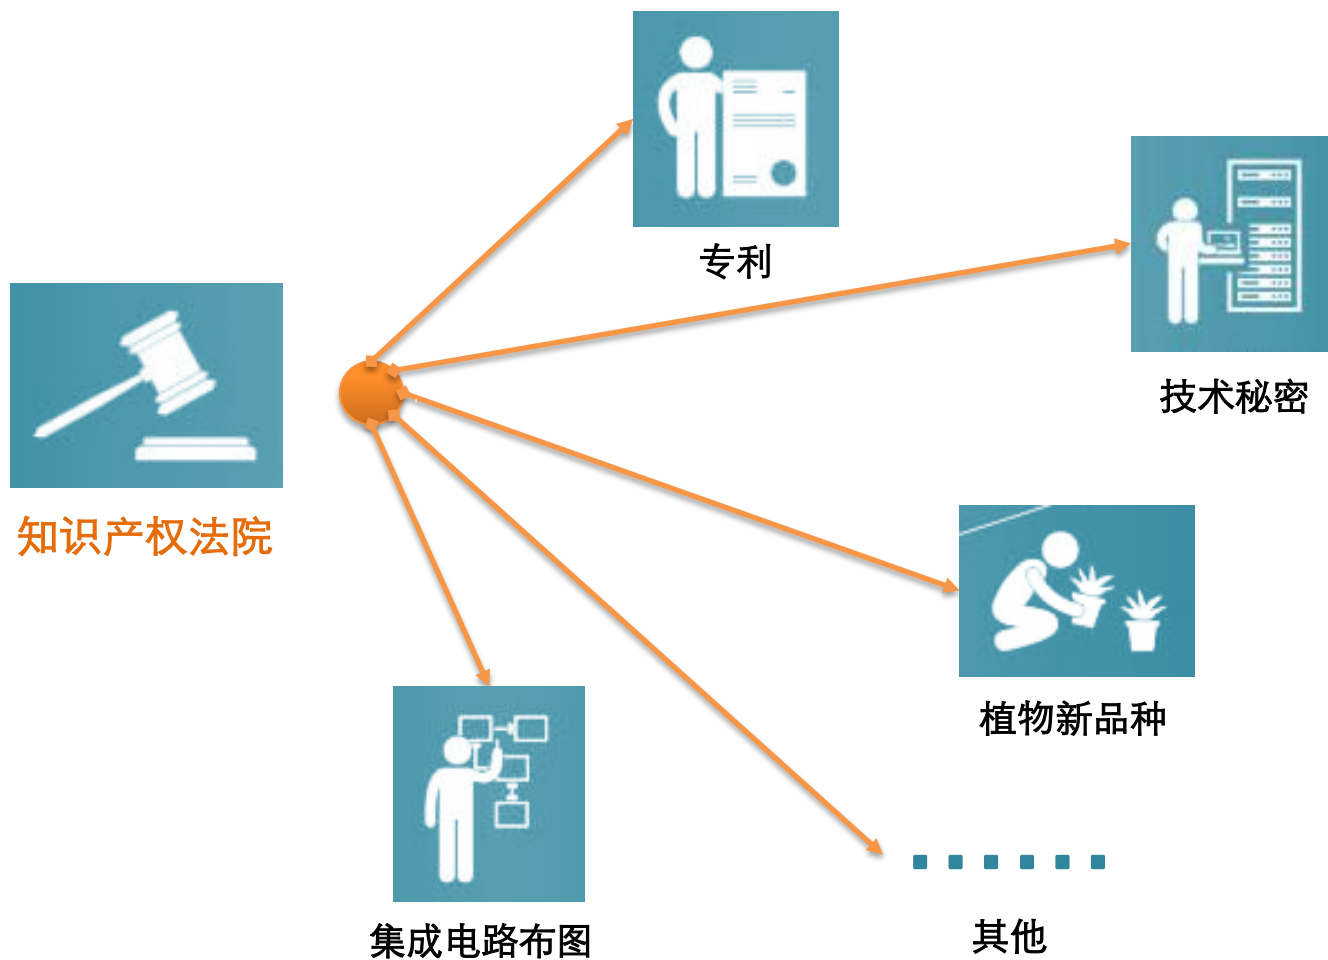 专利
技术秘密
知识产权法院
植物新品种
集成电路布图
其他